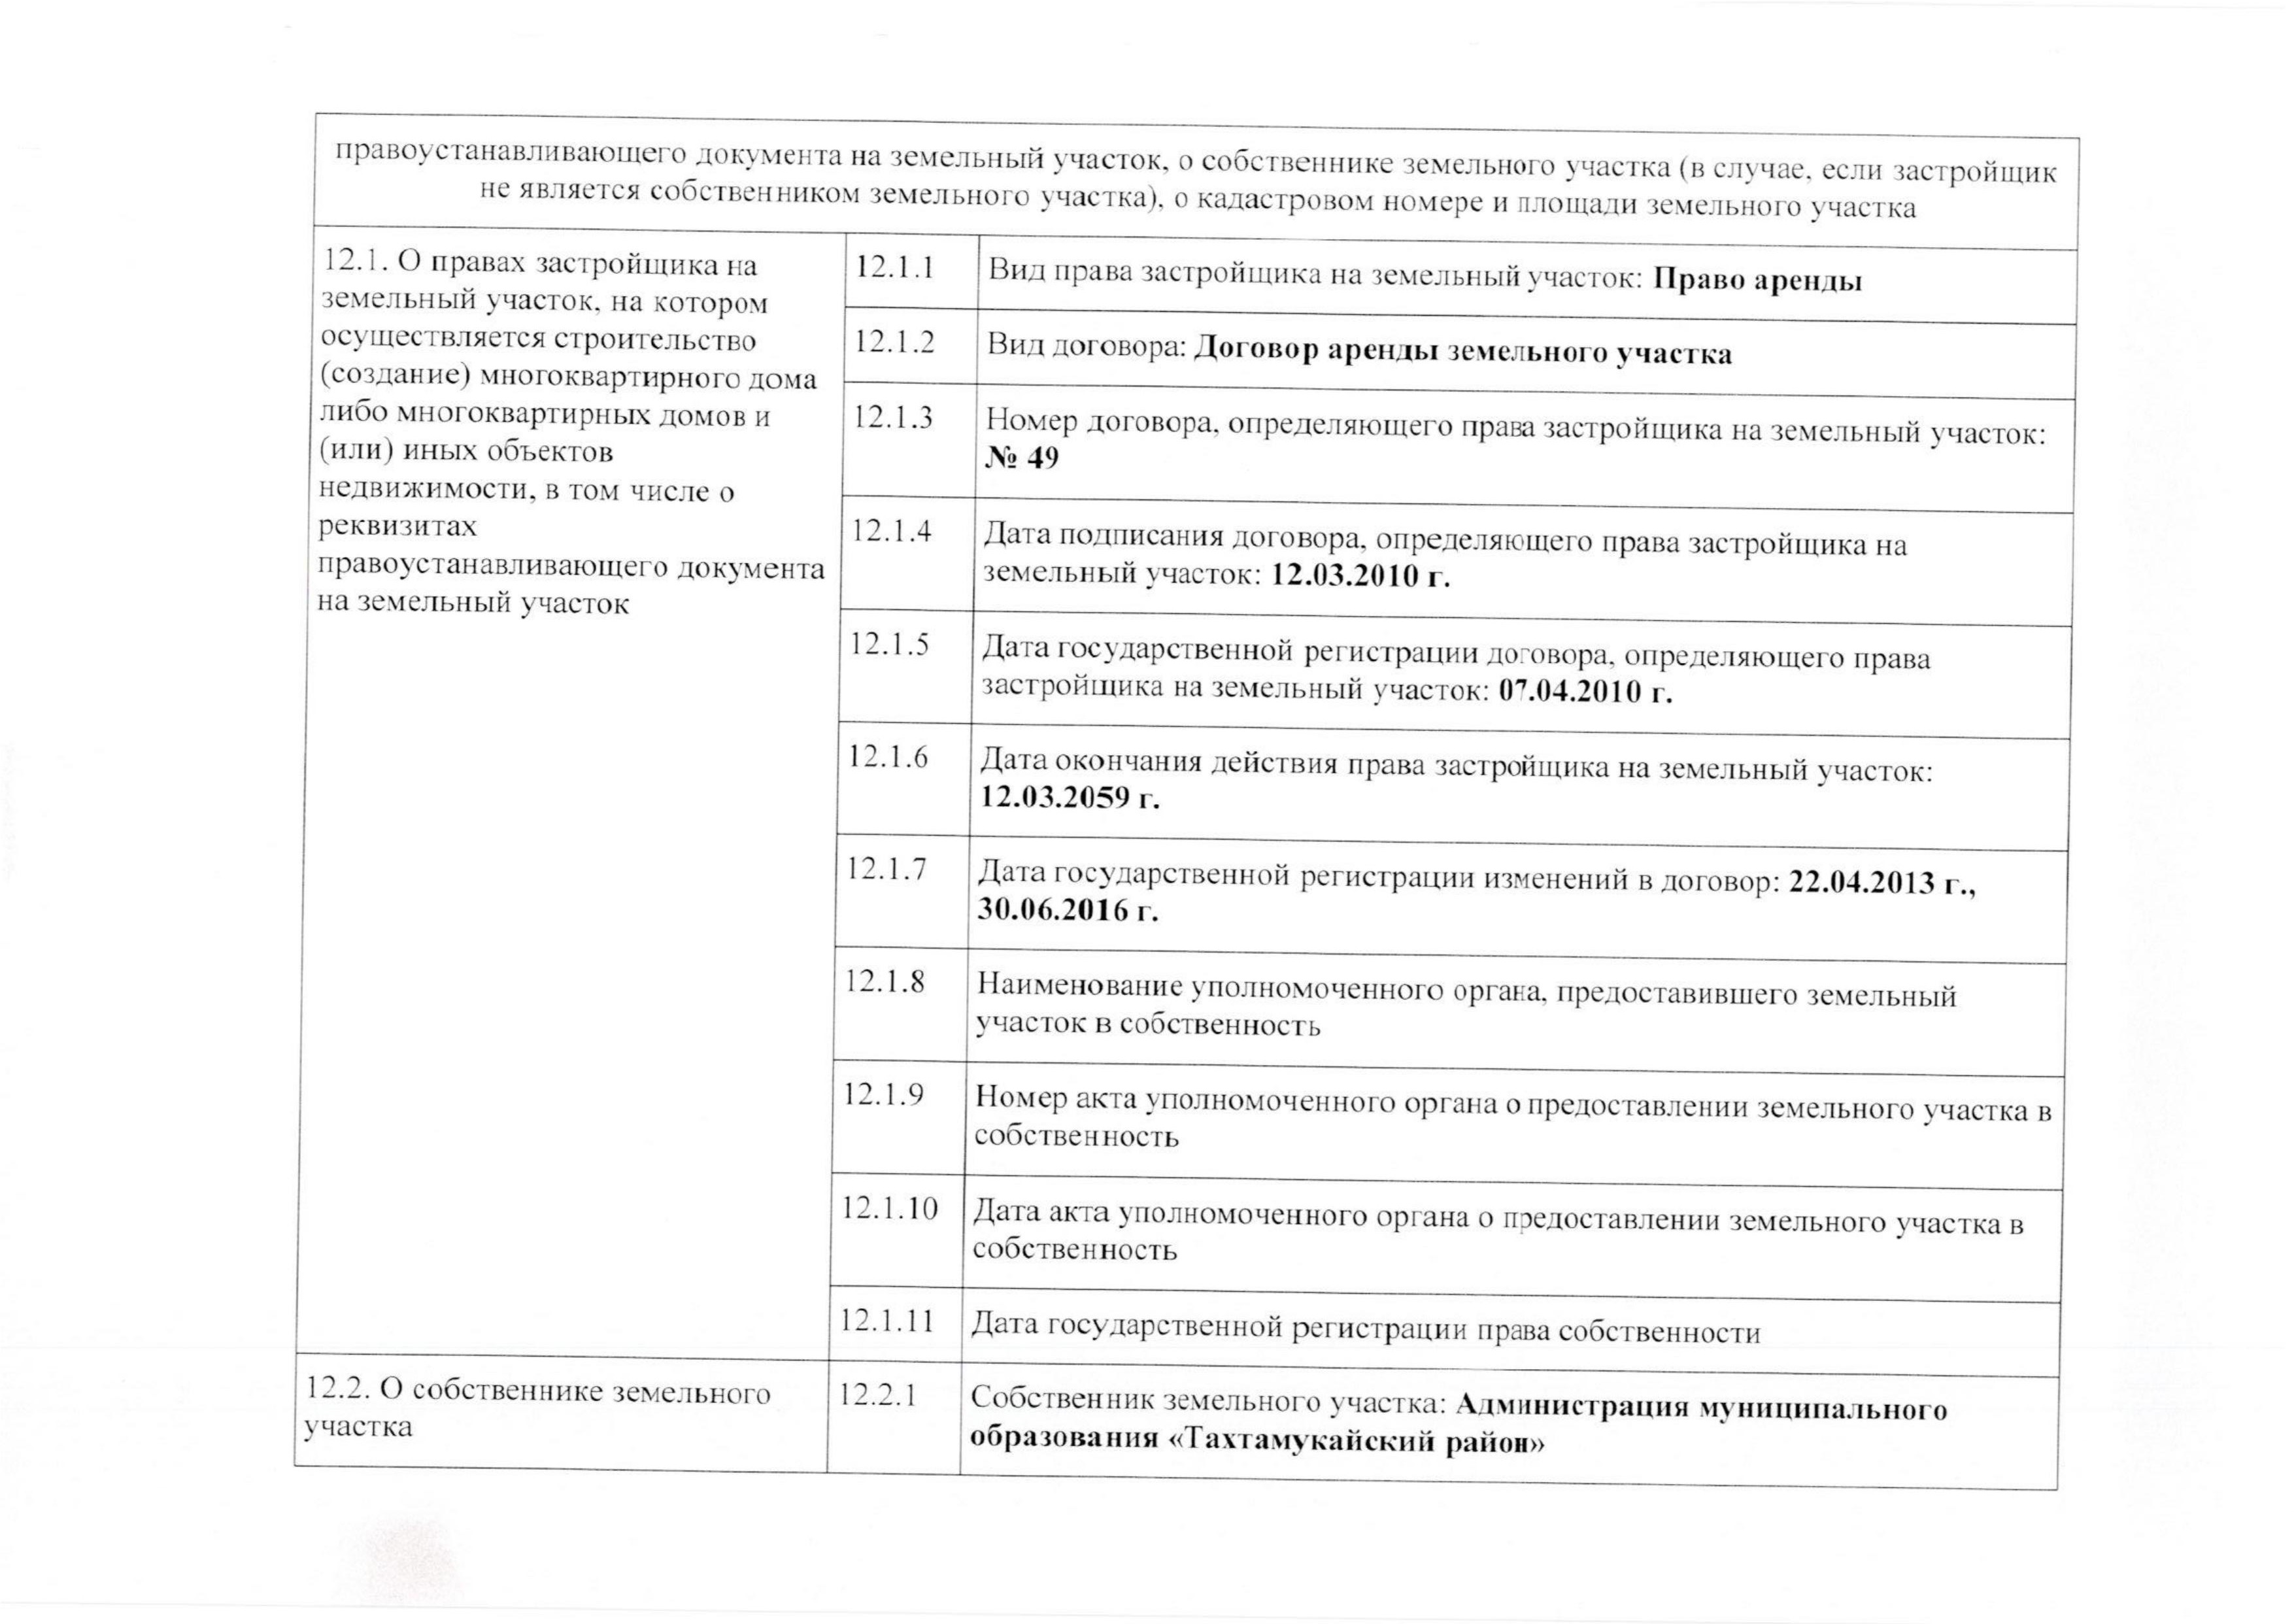 правоустанавливающего документа на земельный участок, о собственнике земельного участка (в случае, если застройщик
не является собственником земельного участка), о кадастровом номере и площади земельного участка
12.1. О правах застройщика на
земельный участок, на котором
осуществляется строительство
(создание) многоквартирного дома
либо многоквартирных домов и
(или) иных объектов
недвижимости, в том числе о
реквизитах
правоустанавливающего документа
на земельный участок
12.1.1 Вид права застройщика на земельный участок: Право аренды
12.1.2 Вид договора: Договор аренды земельного участка
12.1.3 Номер договора, определяющего права застройщика на земельный участок:
№ 49
12.1.4 Дата подписания договора, определяющего права застройщика на
земельный участок: 12.03.2010 г.
12.1.5 Дата государственной регистрации договора, определяющего права
застройщика на земельный участок: 07.04.2010 г.
12.1.6 Дата окончания действия права застройщика на земельный участок:
12.03.2059 г.
12.1.7 Дата государственной регистрации изменений в договор: 22.04.2013 г.,
30.06.2016 г.
12.1.8 Наименование уполномоченного органа, предоставившего земельный
участок в собственность
12.1.9 Номер акта уполномоченного органа о предоставлении земельного участка в
собственность
12.1.10 Дата акта уполномоченного органа о предоставлении земельного участка в
собственность
12.1.11 Дата государственной регистрации права собственности
12.2. О собственнике земельного
участка
12.2.1 Собственник земельного участка: Администрация муниципального
образования «Тахтамукайский район»